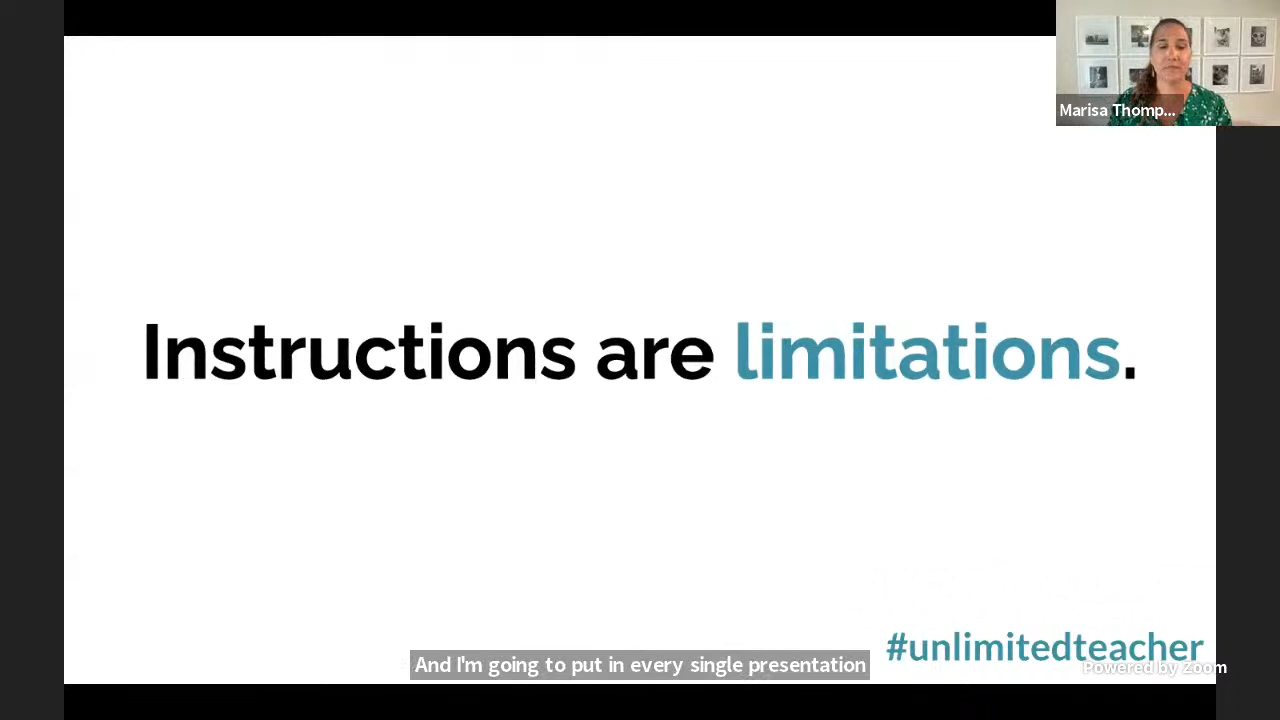 Marisa Thomp...
Instructions are limitations.
#unlimitedteacher
And I'm going to put in every single presentation
Powered by Zoom